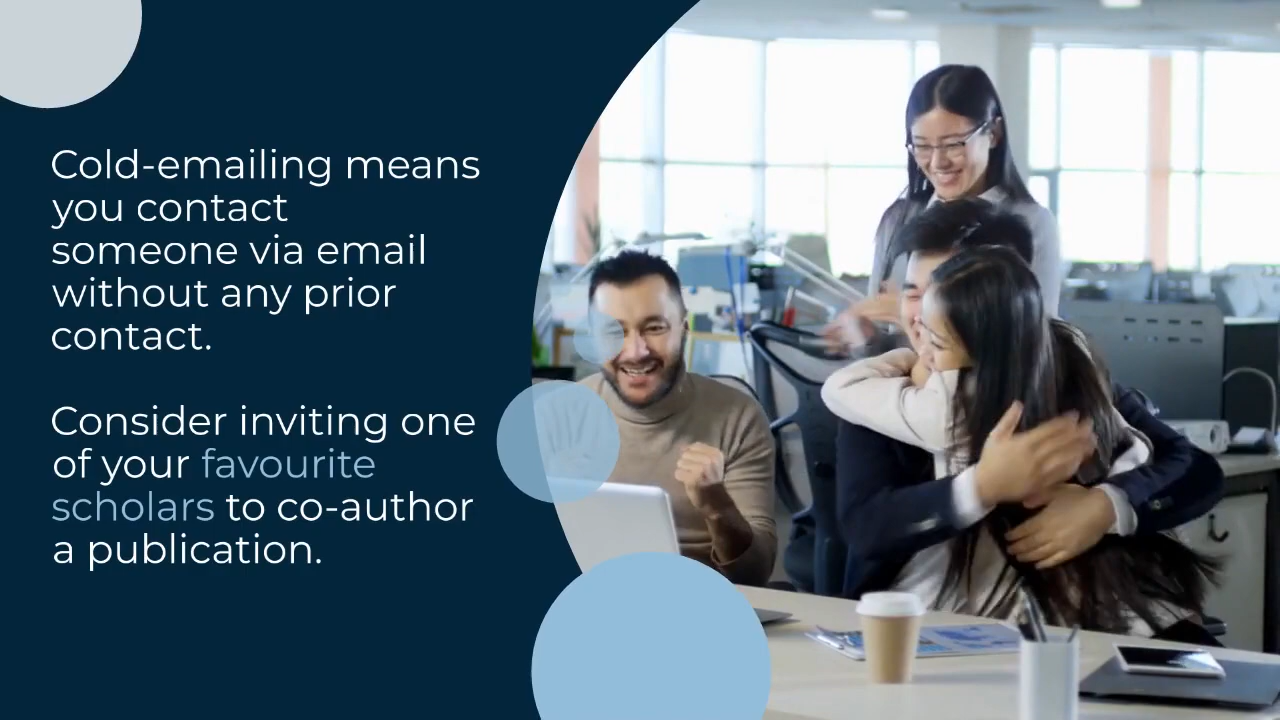 Cold-emailing means
you contact
someone via email
without any prior
contact.
Consider inviting one
of your favourite
scholars to co-author
a publication.